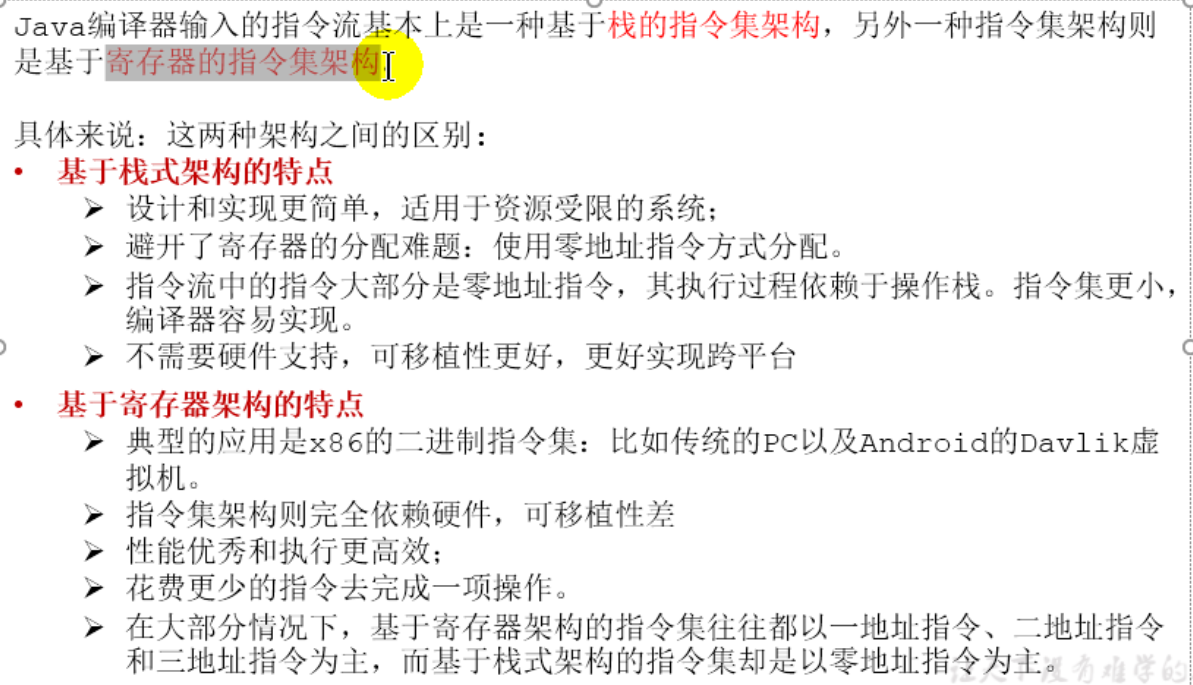 Java编译器输入的指令流基本上是一种基于栈的指令集架构，另外一种指令集架构则
是基于寄存器的指令集架构
具体来说：这两种架构之间的区别：
• 基于栈式架构的特点
➢ 设计和实现更简单，适用于资源受限的系统；
➢ 避开了寄存器的分配难题：使用零地址指令方式分配。
➢ 指令流中的指令大部分是零地址指令，其执行过程依赖于操作栈。指令集更小，
编译器容易实现。
➢ 不需要硬件支持，可移植性更好，更好实现跨平台
• 基于寄存器架构的特点
➢ 典型的应用是x86的二进制指令集：比如传统的PC以及Android的Davlik虚
拟机。
➢ 指令集架构则完全依赖硬件，可移植性差
➢ 性能优秀和执行更高效；
➢ 花费更少的指令去完成一项操作。
➢ 在大部分情况下，基于寄存器架构的指令集往往都以一地址指令、二地址指令
和三地址指令为主，而基于栈式架构的指令集却是以零地址指令为主。
没有难学的